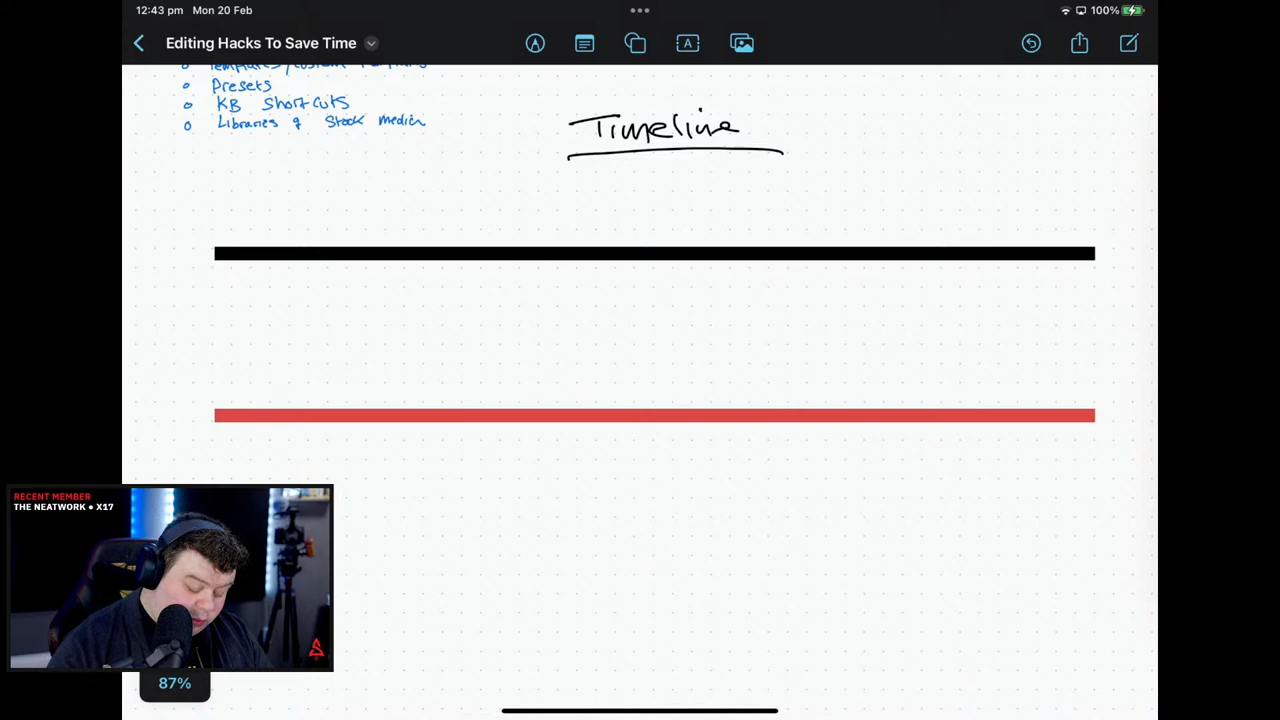 12:43 pm Mon 20 Feb
100%
Editing Hacks To Save Time
A
Presets
KB Shortcuts
Libraries & Stock media
Timeline
RECENT MEMBER
THE NEATWORK • X17
87%